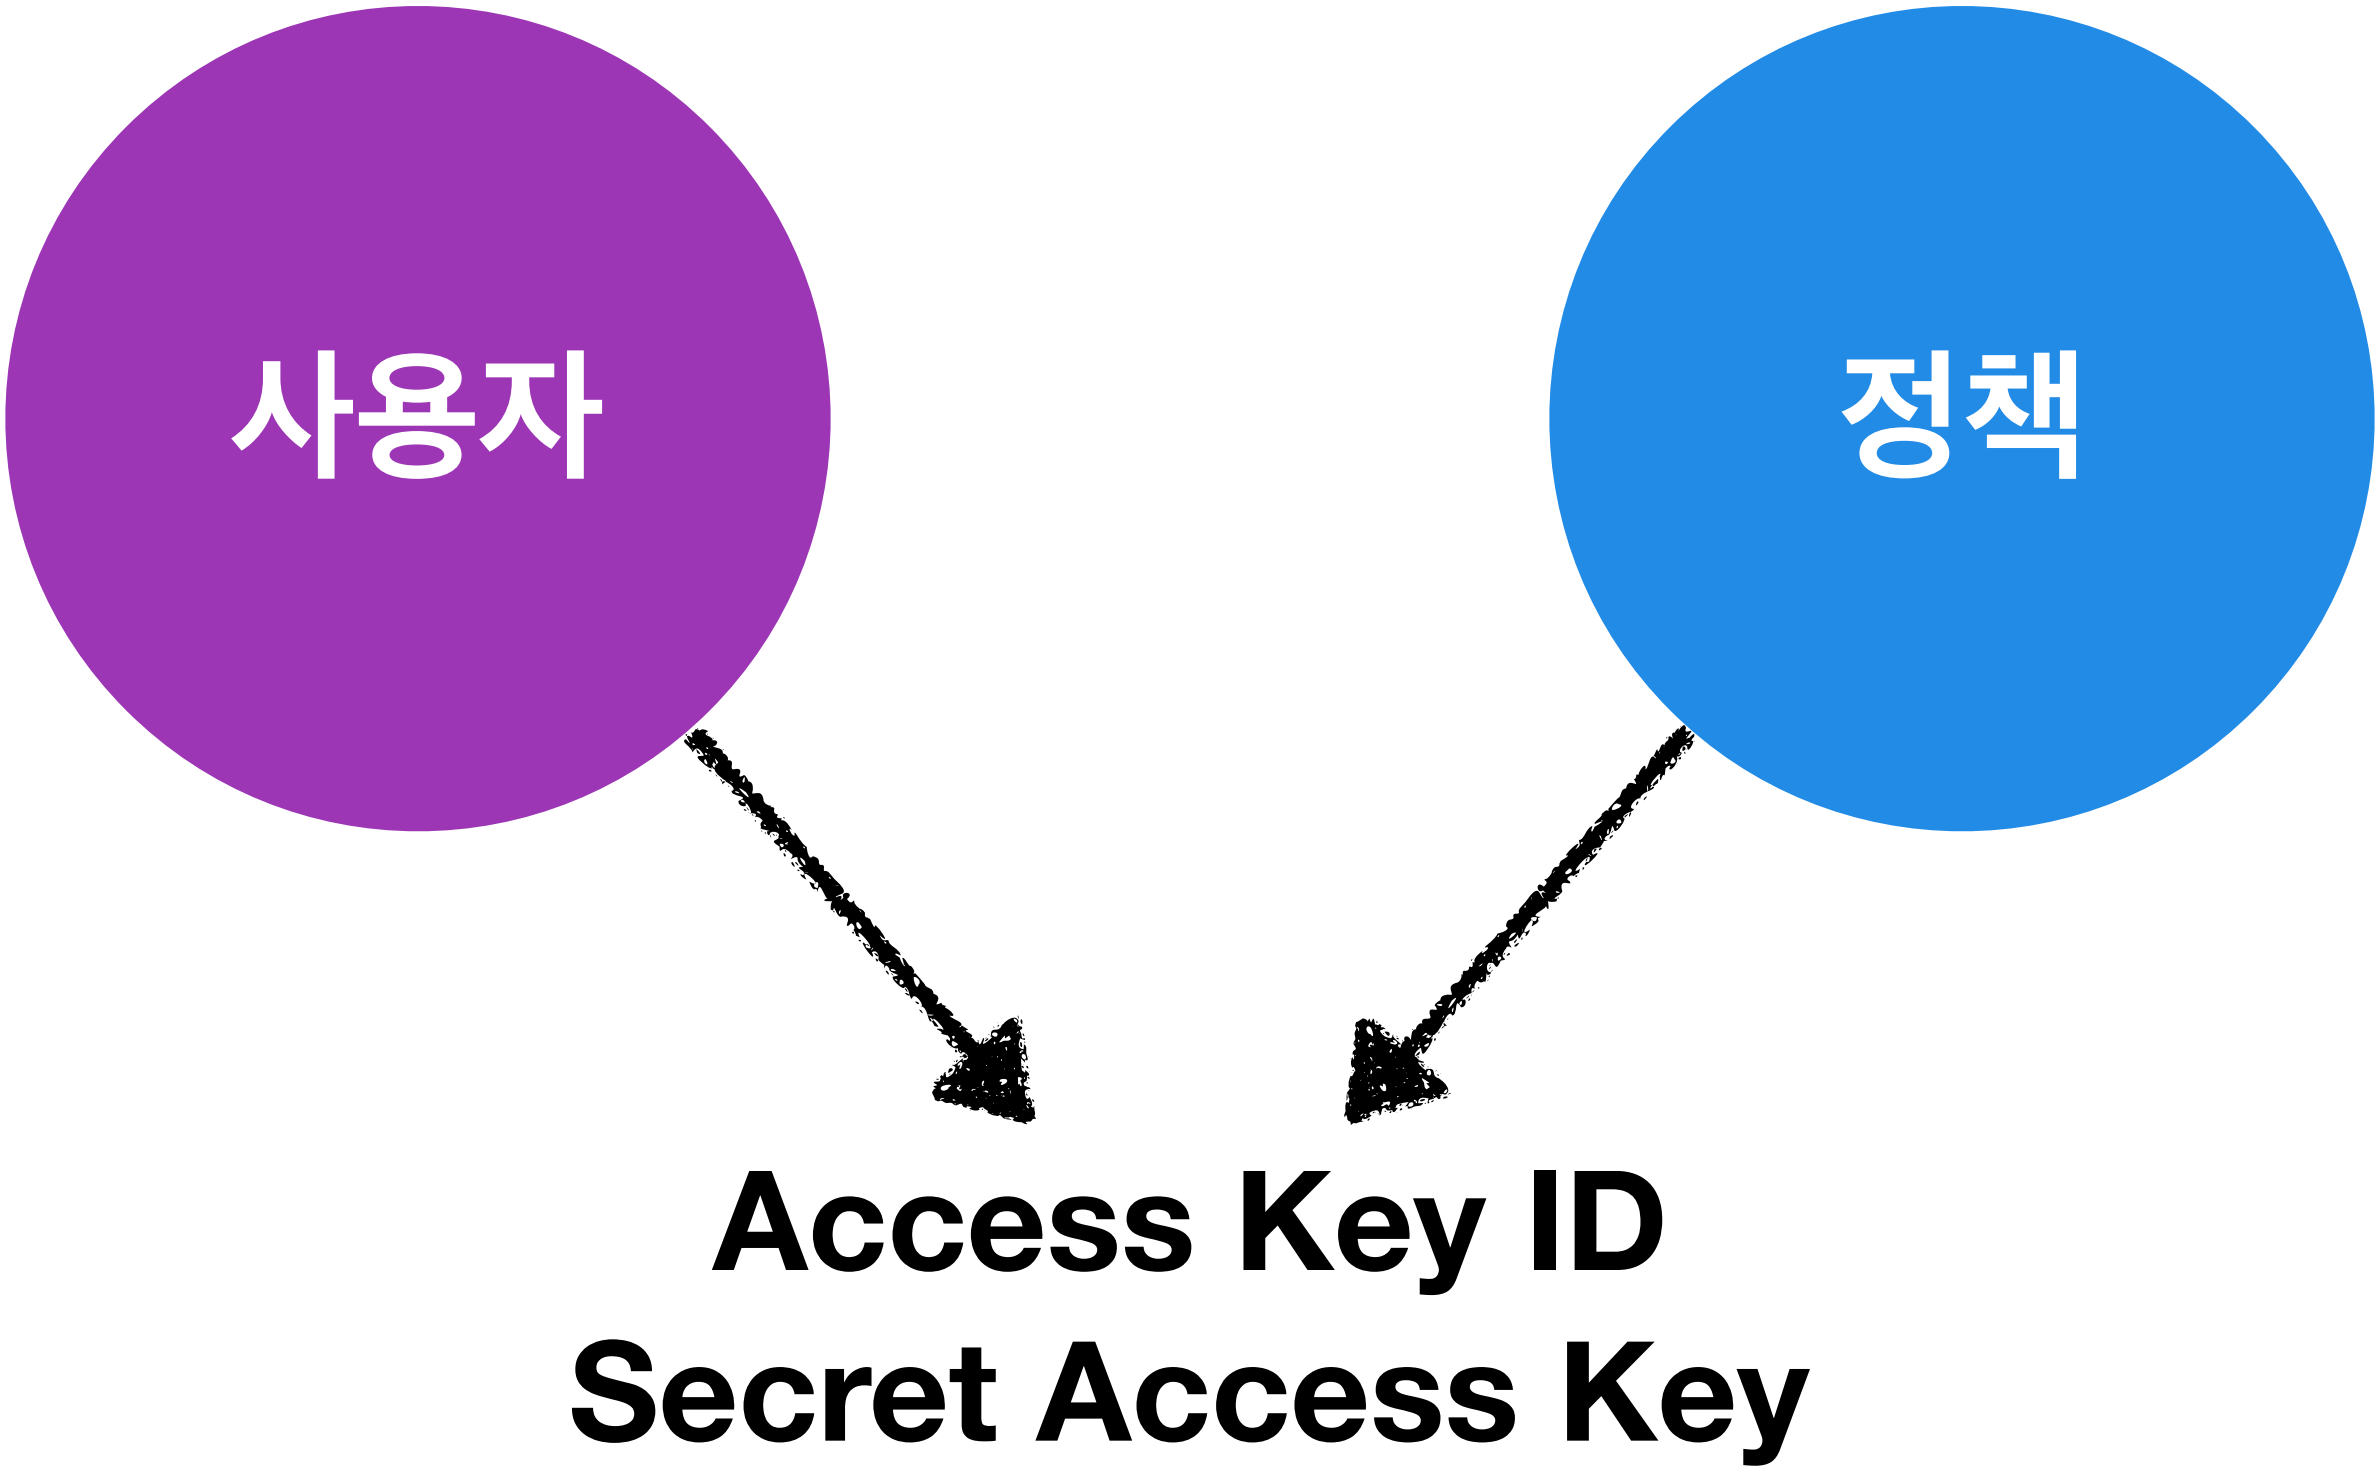 사용자
정책
Access Key ID
Secret Access Key